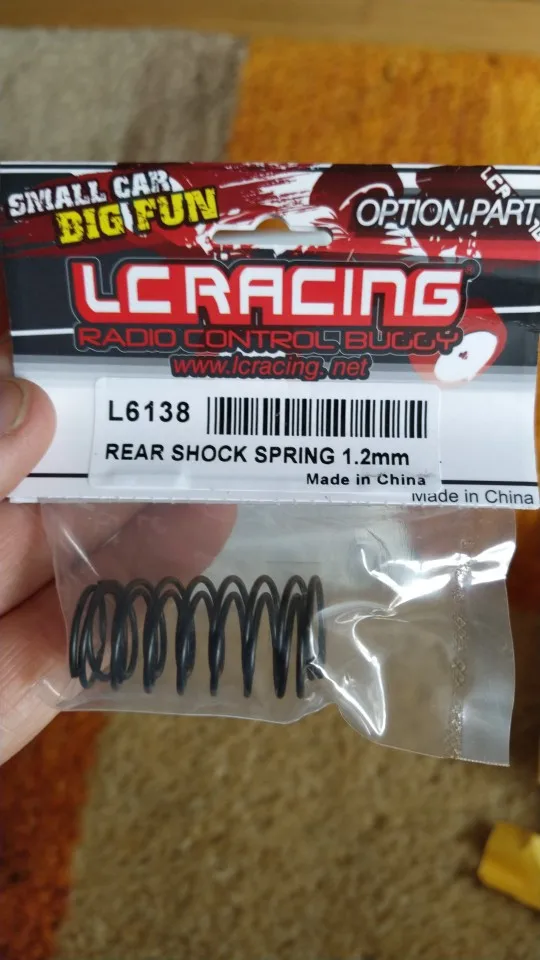 SMALL CAR
BIG FUN
OPTION PART
LC RACING
RADIO CONTROL BUGGY
www.lcracing.net
L6138
REAR SHOCK SPRING 1.2mm
Made in China
Made in China